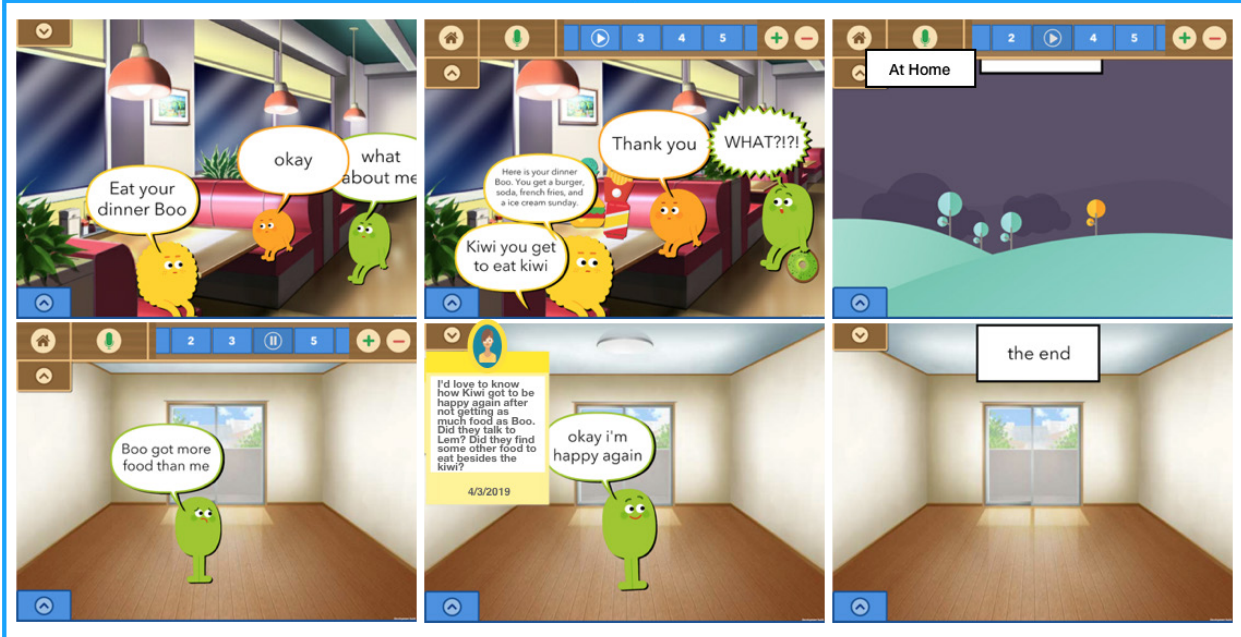 Eat your
dinner Boo
okay
what
about me
3 4 5
Here is your dinner
Boo. You get a burger,
soda, french fries, and
a ice cream sunday.
Thank you
WHAT?!?!
Kiwi you get
to eat kiwi
2 4 5
At Home
2 3 5
Boo got more
food than me
I'd love to know
how Kiwi got to be
happy again after
not getting as
much food as Boo.
Did they talk to
Lem? Did they find
some other food to
eat besides the
kiwi?
4/3/2019
okay i'm
happy again
the end